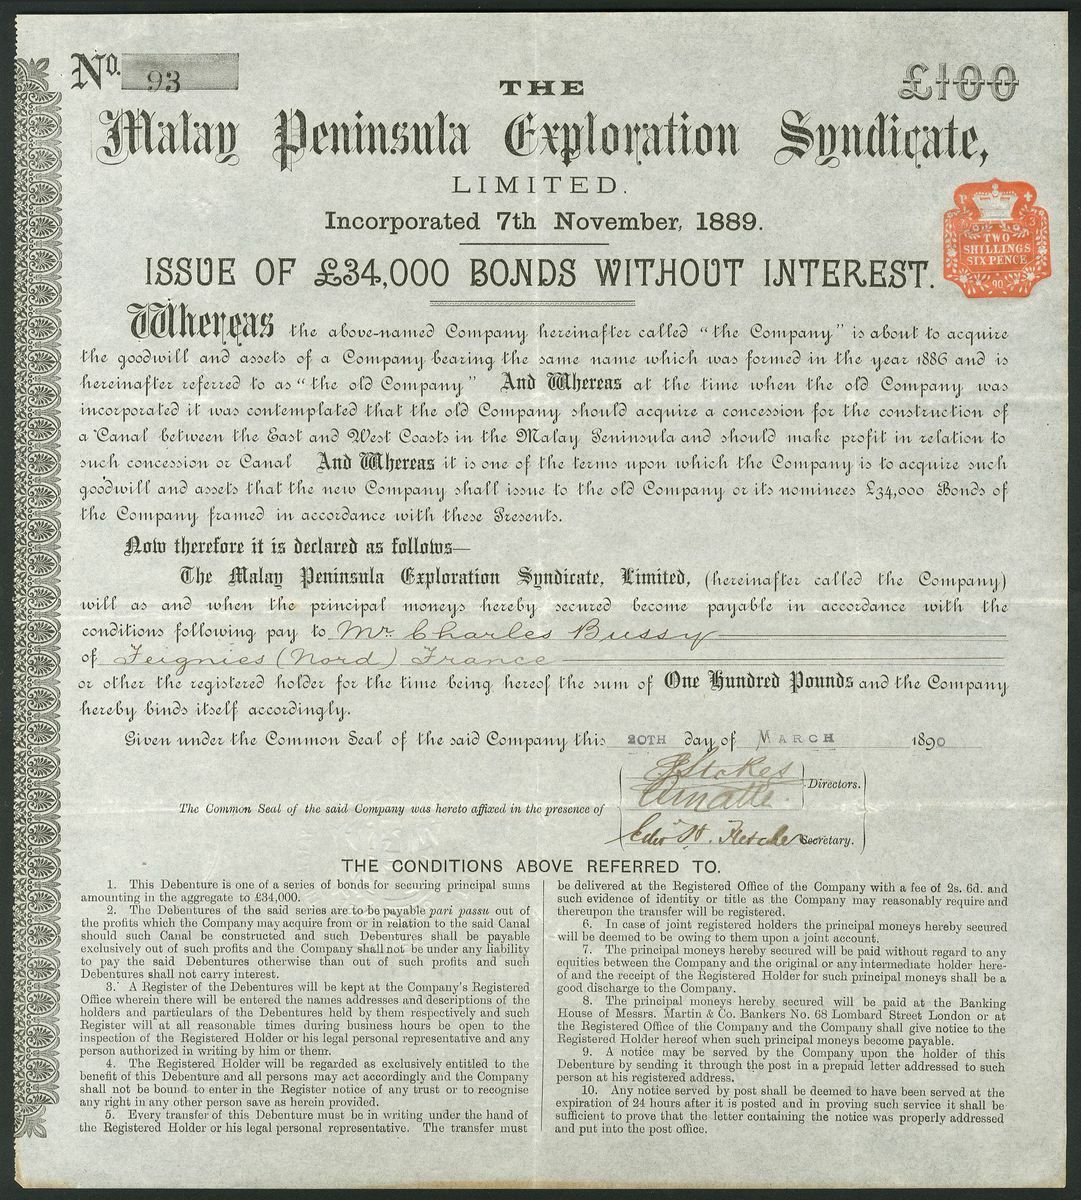 No. 93
£100
THE
Malay Peninsula Exploration Syndicate,
LIMITED.
Incorporated 7th November, 1889.
TWO
SHILLINGS
SIX PENCE
90
ISSUE OF £34,000 BONDS WITHOUT INTEREST.
Whereas the above-named Company hereinafter called "the Company" is about to acquire
the goodwill and assets of a Company bearing the same name which was formed in the year 1886 and is
hereinafter referred to as "the old Company" And Whereas at the time when the old Company was
incorporated it was contemplated that the old Company should acquire a concession for the construction of
a Canal between the East and West Coasts in the Malay Peninsula and should make profit in relation to
such concession or Canal And Whereas it is one of the terms upon which the Company is to acquire such
goodwill and assets that the new Company shall issue to the old Company or its nominees £34,000 Bonds of
the Company framed in accordance with these Presents.
Now therefore it is declared as follows—
The Malay Peninsula Exploration Syndicate, Limited, (hereinafter called the Company)
will as and when the principal moneys hereby secured become payable in accordance with the
conditions following pay to Mr. Charles Bussy
of Feignies (Nord) France
or other the registered holder for the time being hereof the sum of One Hundred Pounds and the Company
hereby binds itself accordingly.
Given under the Common Seal of the said Company this 20TH day of MARCH 1890
Stokes
Directors.
The Common Seal of the said Company was hereto affixed in the presence of
Secretary.
THE CONDITIONS ABOVE REFERRED TO.
1. This Debenture is one of a series of bonds for securing principal sums
amounting in the aggregate to £34,000.
2. The Debentures of the said series are to be payable pari passu out of
the profits which the Company may acquire from or in relation to the said Canal
should such Canal be constructed and such Debentures shall be payable
exclusively out of such profits and the Company shall not be under any liability
to pay the said Debentures otherwise than out of such profits and such
Debentures shall not carry interest.
3. A Register of the Debentures will be kept at the Company's Registered
Office wherein there will be entered the names addresses and descriptions of the
holders and particulars of the Debentures held by them respectively and such
Register will at all reasonable times during business hours be open to the
inspection of the Registered Holder or his legal personal representative and any
person authorized in writing by him or them.
4. The Registered Holder will be regarded as exclusively entitled to the
benefit of this Debenture and all persons may act accordingly and the Company
shall not be bound to enter in the Register notice of any trust or to recognise
any right in any other person save as herein provided.
5. Every transfer of this Debenture must be in writing under the hand of
the Registered Holder or his legal personal representative. The transfer must
be delivered at the Registered Office of the Company with a fee of 2s. 6d. and
such evidence of identity or title as the Company may reasonably require and
thereupon the transfer will be registered.
6. In case of joint registered holders the principal moneys hereby secured
will be deemed to be owing to them upon a joint account.
7. The principal moneys hereby secured will be paid without regard to any
equities between the Company and the original or any intermediate holder here-
of and the receipt of the Registered Holder for such principal moneys shall be a
good discharge to the Company.
8. The principal moneys hereby secured will be paid at the Banking
House of Messrs. Martin & Co. Bankers No. 68 Lombard Street London or at
the Registered Office of the Company and the Company shall give notice to the
Registered Holder hereof when such principal moneys become payable.
9. A notice may be served by the Company upon the holder of this
Debenture by sending it through the post in a prepaid letter addressed to such
person at his registered address.
10. Any notice served by post shall be deemed to have been served at the
expiration of 24 hours after it is posted and in proving such service it shall be
sufficient to prove that the letter containing the notice was properly addressed
and put into the post office.